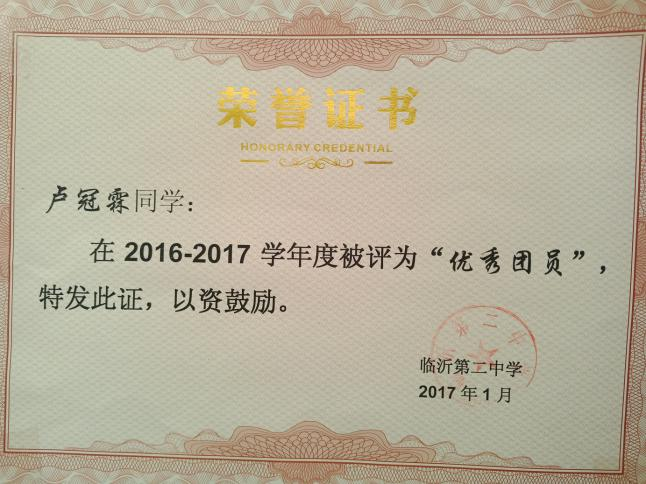 荣誉证书
HONORARY CREDENTIAL
卢冠霖同学：
在 2016-2017 学年度被评为“优秀团员”，
特发此证，以资鼓励。
临沂第二中学
2017 年 1 月